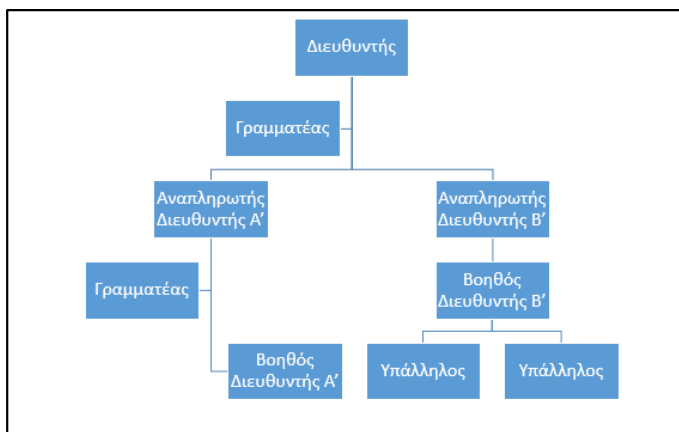 Διευθυντής
Γραμματέας
Αναπληρωτής
Διευθυντής Α’
Αναπληρωτής
Διευθυντής Β’
Γραμματέας
Βοηθός
Διευθυντής Β’
Βοηθός
Διευθυντής Α’
Υπάλληλος
Υπάλληλος